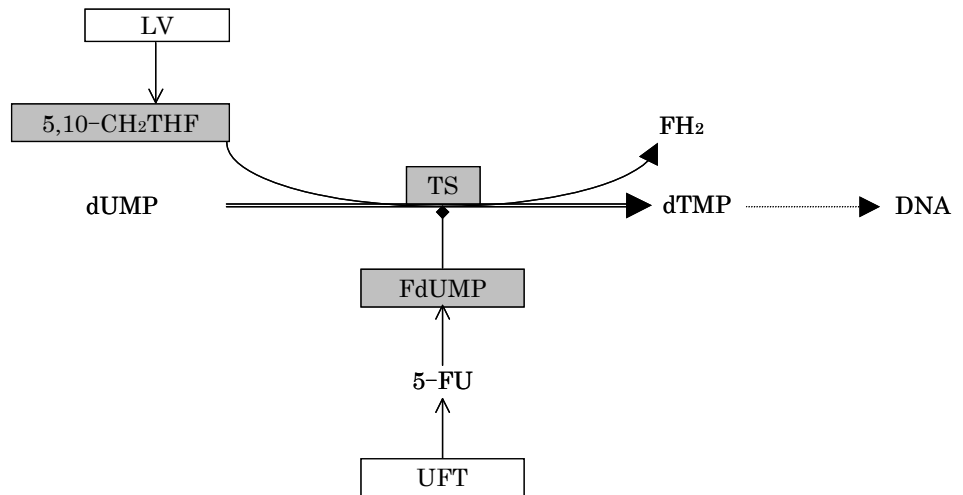 LV
5,10-CH₂THF
FH₂
TS
dUMP
dTMP
DNA
FdUMP
5-FU
UFT